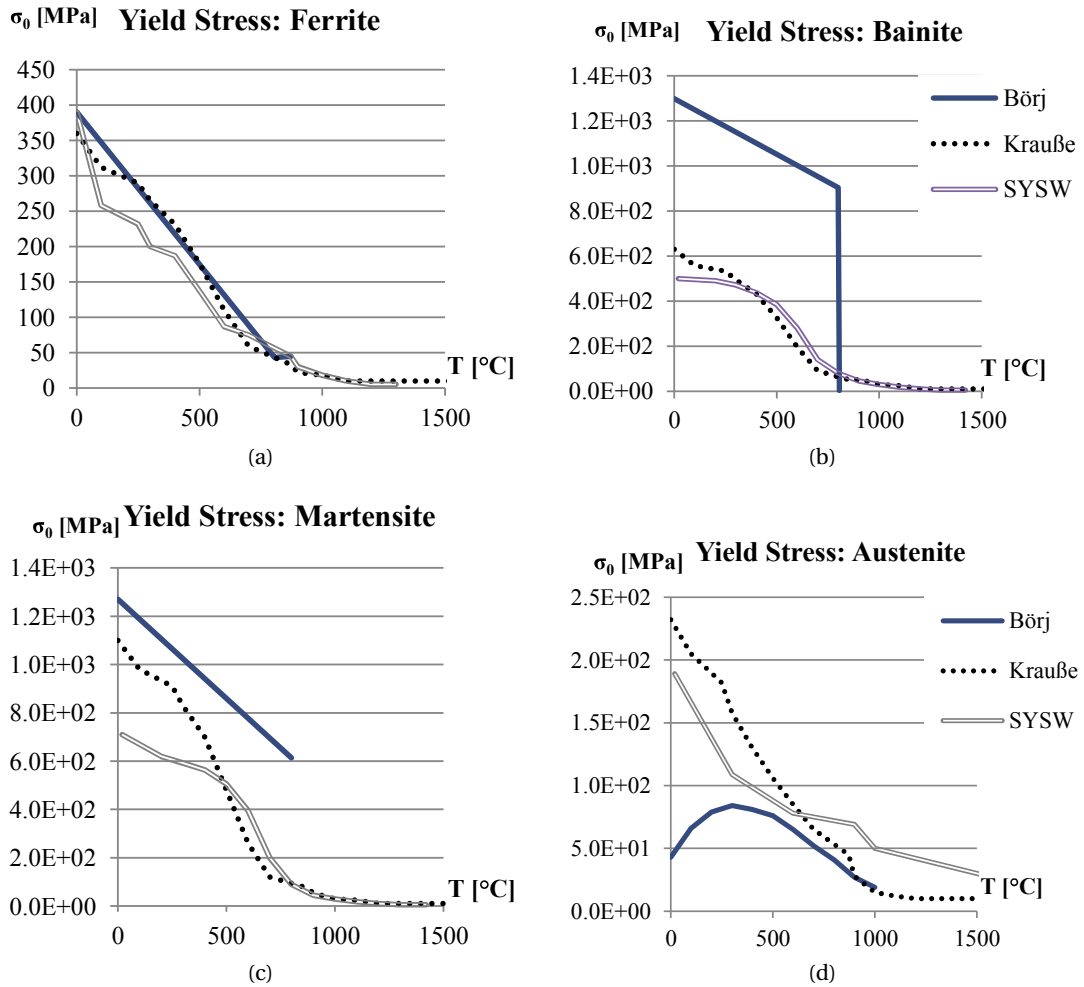 σ₀ [MPa] Yield Stress: Ferrite
450
400
350
300
250
200
150
100
50
0
T [°C]
0 500 1000 1500
(a)
σ₀ [MPa] Yield Stress: Bainite
1.4E+03
1.2E+03
1.0E+03
8.0E+02
6.0E+02
4.0E+02
2.0E+02
0.0E+00
Börj
Krauße
SYSW
T [°C]
0 500 1000 1500
(b)
σ₀ [MPa] Yield Stress: Martensite
1.4E+03
1.2E+03
1.0E+03
8.0E+02
6.0E+02
4.0E+02
2.0E+02
0.0E+00
T [°C]
0 500 1000 1500
(c)
σ₀ [MPa] Yield Stress: Austenite
2.5E+02
2.0E+02
1.5E+02
1.0E+02
5.0E+01
0.0E+00
Börj
Krauße
SYSW
T [°C]
0 500 1000 1500
(d)